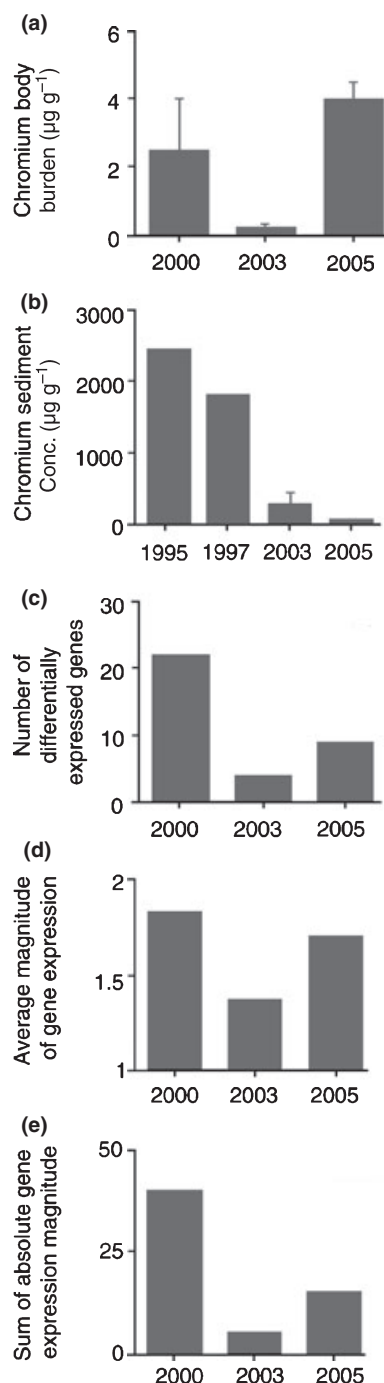 (a)
Chromium body
burden (µg g⁻¹)
6
4
2
0
2000 2003 2005
(b)
Chromium sediment
Conc. (µg g⁻¹)
3000
2000
1000
0
1995 1997 2003 2005
(c)
Number of
differentially
expressed genes
30
20
10
0
2000 2003 2005
(d)
Average magnitude
of gene expression
2
1.5
1
2000 2003 2005
(e)
Sum of absolute gene
expression magnitude
50
25
0
2000 2003 2005